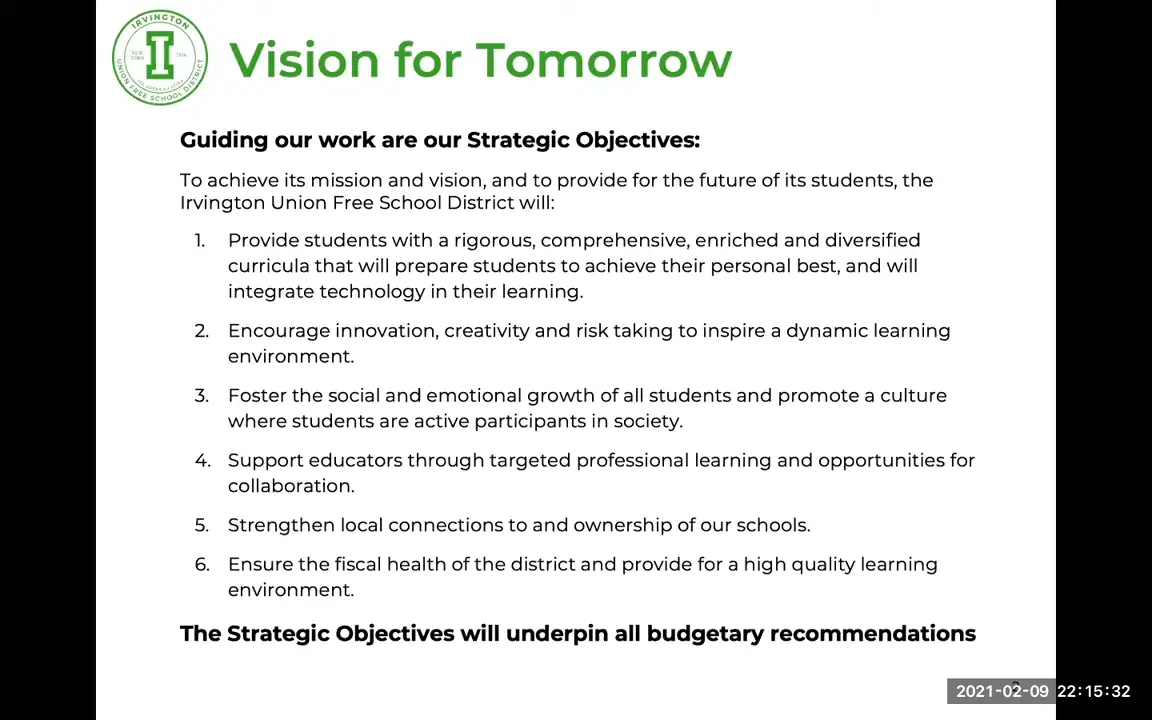 IRVINGTON
UNION FREE SCHOOL DISTRICT
I
Vision for Tomorrow
Guiding our work are our Strategic Objectives:
To achieve its mission and vision, and to provide for the future of its students, the
Irvington Union Free School District will:
1. Provide students with a rigorous, comprehensive, enriched and diversified
curricula that will prepare students to achieve their personal best, and will
integrate technology in their learning.
2. Encourage innovation, creativity and risk taking to inspire a dynamic learning
environment.
3. Foster the social and emotional growth of all students and promote a culture
where students are active participants in society.
4. Support educators through targeted professional learning and opportunities for
collaboration.
5. Strengthen local connections to and ownership of our schools.
6. Ensure the fiscal health of the district and provide for a high quality learning
environment.
The Strategic Objectives will underpin all budgetary recommendations
2021-02-09 22:15:32